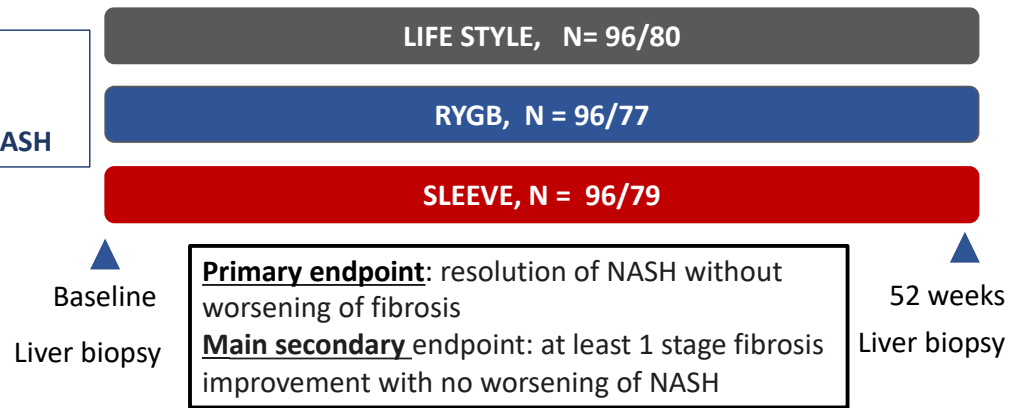 LIFE STYLE, N= 96/80
RYGB, N = 96/77
ASH
SLEEVE, N = 96/79
Baseline
Liver biopsy
Primary endpoint: resolution of NASH without
worsening of fibrosis
Main secondary endpoint: at least 1 stage fibrosis
improvement with no worsening of NASH
52 weeks
Liver biopsy